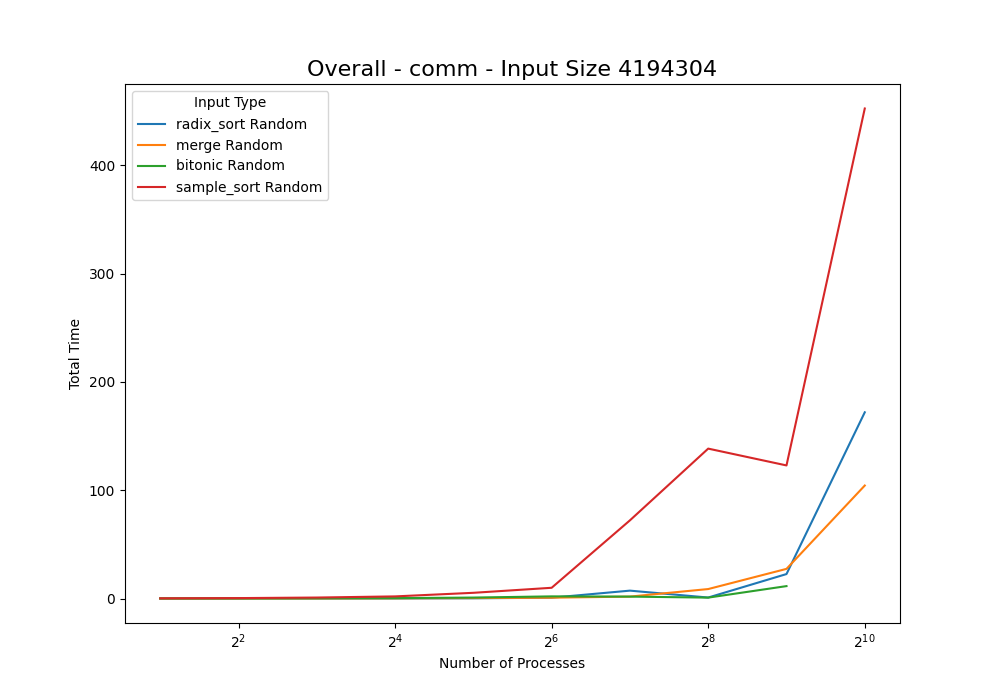 Overall - comm - Input Size 4194304
Input Type
radix_sort Random
merge Random
bitonic Random
sample_sort Random
400
300
200
100
0
Total Time
2^2 2^4 2^6 2^8 2^10
Number of Processes